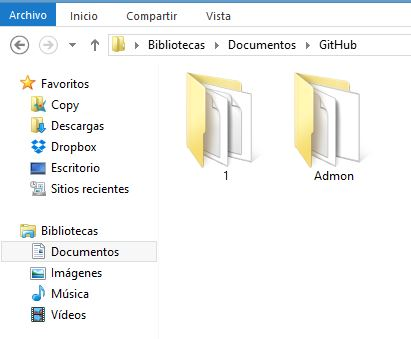 Archivo Inicio Compartir Vista
Bibliotecas Documentos GitHub
Favoritos
Copy
Descargas
Dropbox
Escritorio
Sitios recientes
Bibliotecas
Documentos
Imágenes
Música
Vídeos
1 Admon